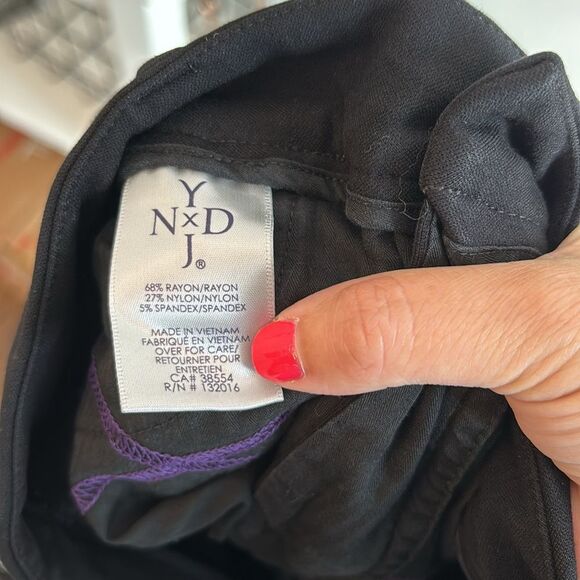 Y
N x D
J®
68% RAYON/RAYON
27% NYLON/NYLON
5% SPANDEX/SPANDEX
MADE IN VIETNAM
FABRIQUÉ EN VIETNAM
OVER FOR CARE/
RETOURNER POUR
ENTRETIEN
CA# 38554
R/N # 132016